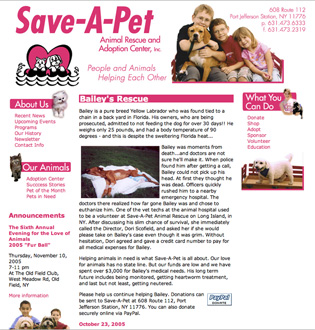 Save-A-Pet
Animal Rescue and
Adoption Center, Inc.
608 Route 112
Port Jefferson Station, NY 11776
p. 631.473.6333
f. 631.473.2319
People and Animals
Helping Each Other
About Us
Recent News
Upcoming Events
Programs
Our History
Newsletter
Contact Info
Our Animals
Adoption Center
Success Stories
Pet of the Month
Pets in Need
Announcements
The Sixth Annual
Evening for the Love of
Animals
2005 "Fur Ball"
Thursday, November 10,
2005
7-11 pm
At The Old Field Club,
West Meadow Rd, Old
Field, NY
More information
Bailey's Rescue
Bailey is a pure breed Yellow Labrador who was found tied to
a chain in a back yard in Florida. His owners, who are being
prosecuted, admitted to not feeding the dog for over 30 days!! He
weighs only 25 pounds, and had a body temperature of 90
degrees - and this is despite the sweltering Florida heat...
Bailey was moments from
death...and doctors are not
sure he'll make it. When police
found him after getting a call,
Bailey could not pick up his
head. At first they thought he
was dead. Officers quickly
rushed him to a nearby
emergency hospital. The
doctors there realized how far gone Bailey was and chose to
euthanize him. One of the vet techs at the animal hospital used
to be a volunteer at Save-A-Pet Animal Rescue on Long Island, in
NY. After discussing his slim chance of survival, she immediately
called the Director, Dori Scofield, and asked her if she would
please take on Bailey's case even though it was grim. Without
hesitation, Dori agreed and gave a credit card number to pay for
all medical expenses for Bailey.
Helping animals in need is what Save-A-Pet is all about. Our love
for animals has no state line. But our funds are low and we have
spent over $3,000 for Bailey's medical needs. His long term
future includes being monitored, getting heartworm treatment,
and last but not least, getting neutered.
Please help us continue helping Bailey. Donations can
be sent to Save-A-Pet at 608 Route 112, Port
Jefferson Station, NY 11776. You can also donate
securely online via PayPal.
PayPal
DONATE
October 23, 2005
What You
Can Do
Donate
Shop
Adopt
Sponsor
Volunteer
Education